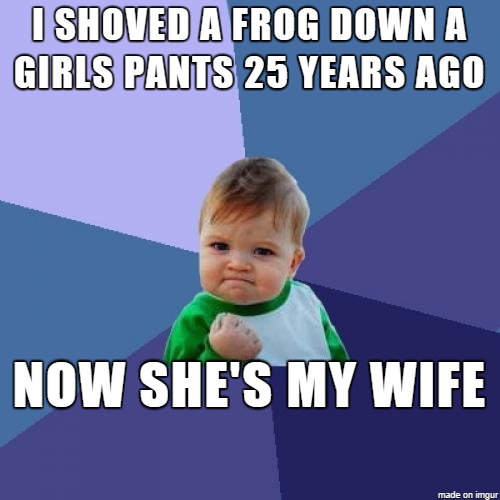 I SHOVED A FROG DOWN A
GIRLS PANTS 25 YEARS AGO
NOW SHE'S MY WIFE
made on imgur